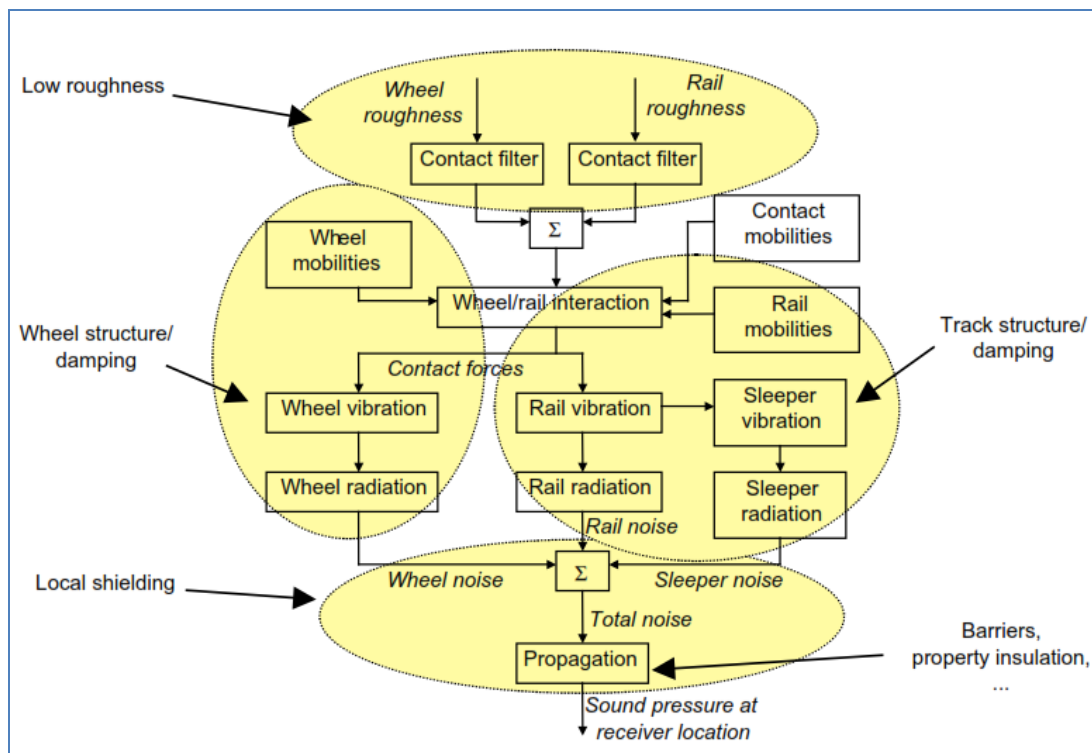 Low roughness
Wheel
roughness
Rail
roughness
Contact filter
Contact filter
Σ
Contact
mobilities
Wheel
mobilities
Wheel/rail interaction
Rail
mobilities
Wheel structure/
damping
Track structure/
damping
Contact forces
Wheel vibration
Rail vibration
Sleeper
vibration
Wheel radiation
Rail radiation
Sleeper
radiation
Rail noise
Local shielding
Wheel noise
Σ
Sleeper noise
Total noise
Propagation
Barriers,
property insulation,
...
Sound pressure at
receiver location